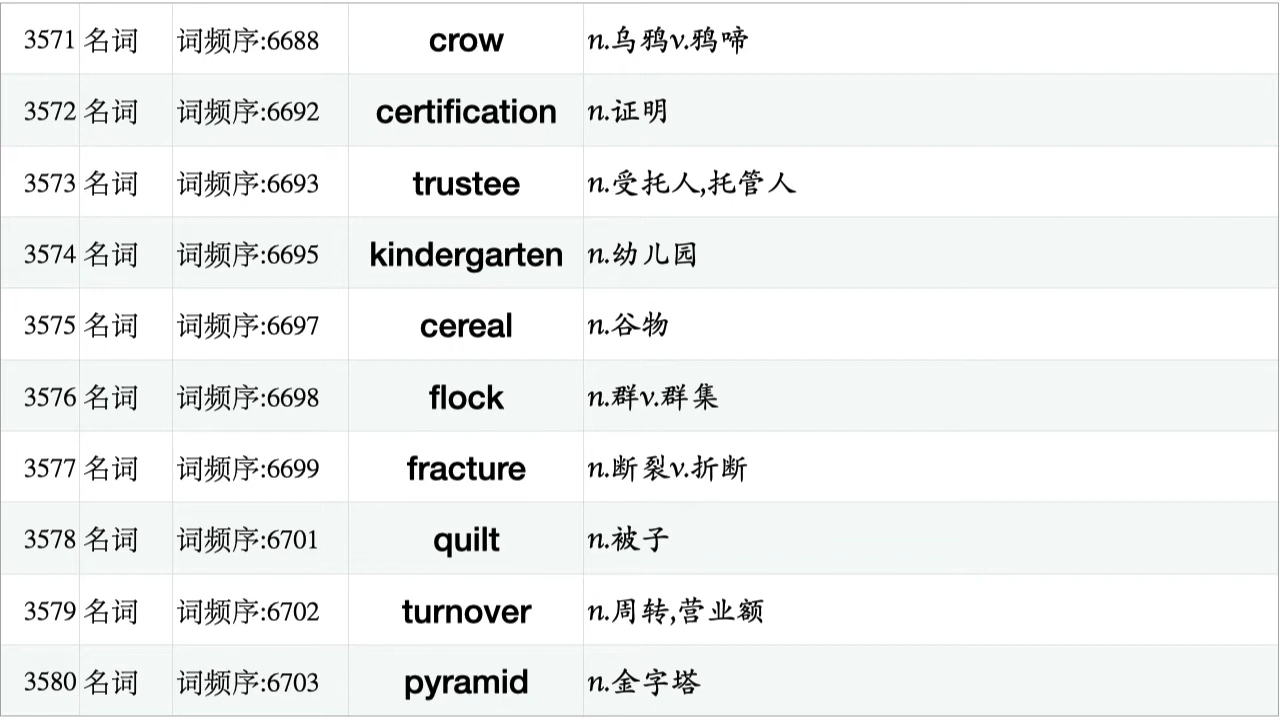 3571 名词 词频序:6688 crow n.乌鸦v.鸦啼
3572 名词 词频序:6692 certification n.证明
3573 名词 词频序:6693 trustee n.受托人,托管人
3574 名词 词频序:6695 kindergarten n.幼儿园
3575 名词 词频序:6697 cereal n.谷物
3576 名词 词频序:6698 flock n.群v.群集
3577 名词 词频序:6699 fracture n.断裂v.折断
3578 名词 词频序:6701 quilt n.被子
3579 名词 词频序:6702 turnover n.周转,营业额
3580 名词 词频序:6703 pyramid n.金字塔